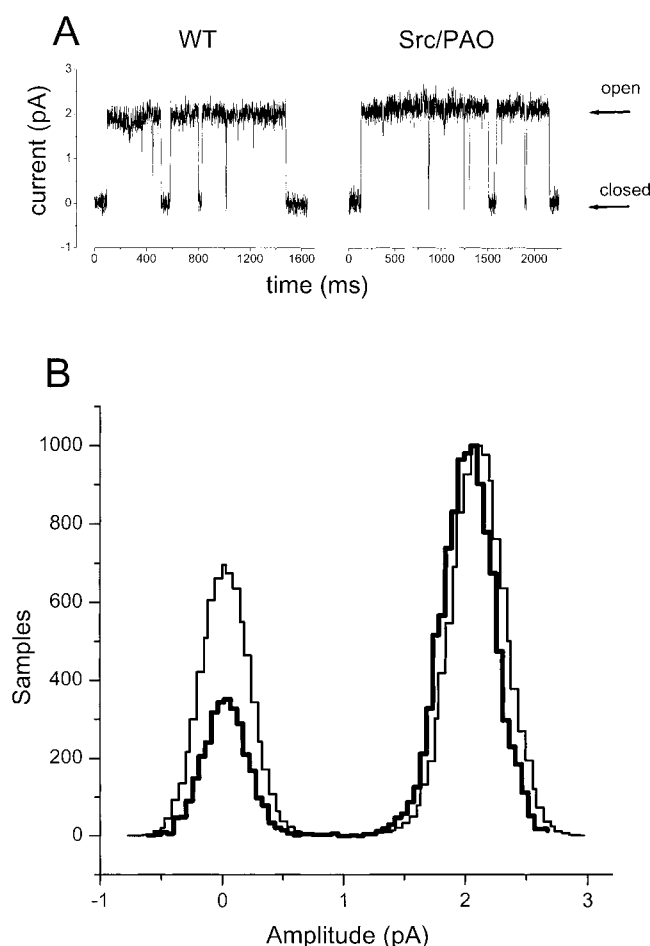 A
WT
Src/PAO
current (pA)
3
2
1
0
-1
0
400
800
1200
1600
0
500
1000
1500
2000
open
closed
time (ms)
B
Samples
1000
800
600
400
200
0
-1
0
1
2
3
Amplitude (pA)